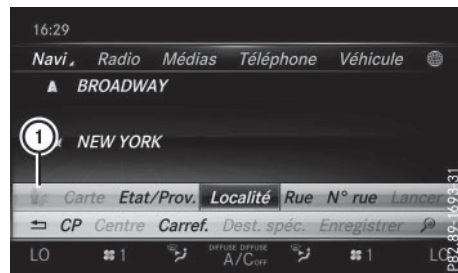 16:29
Navi Radio Médias Téléphone Véhicule
BROADWAY
NEW YORK
1
Carte Etat/Prov. Localité Rue N° rue Lancer
CP Centre Carref. Dest. spéc. Enregistrer
LO 1 DIFFUSE DIFFUSE A/C OFF 1 LO
P82.89-1693-31